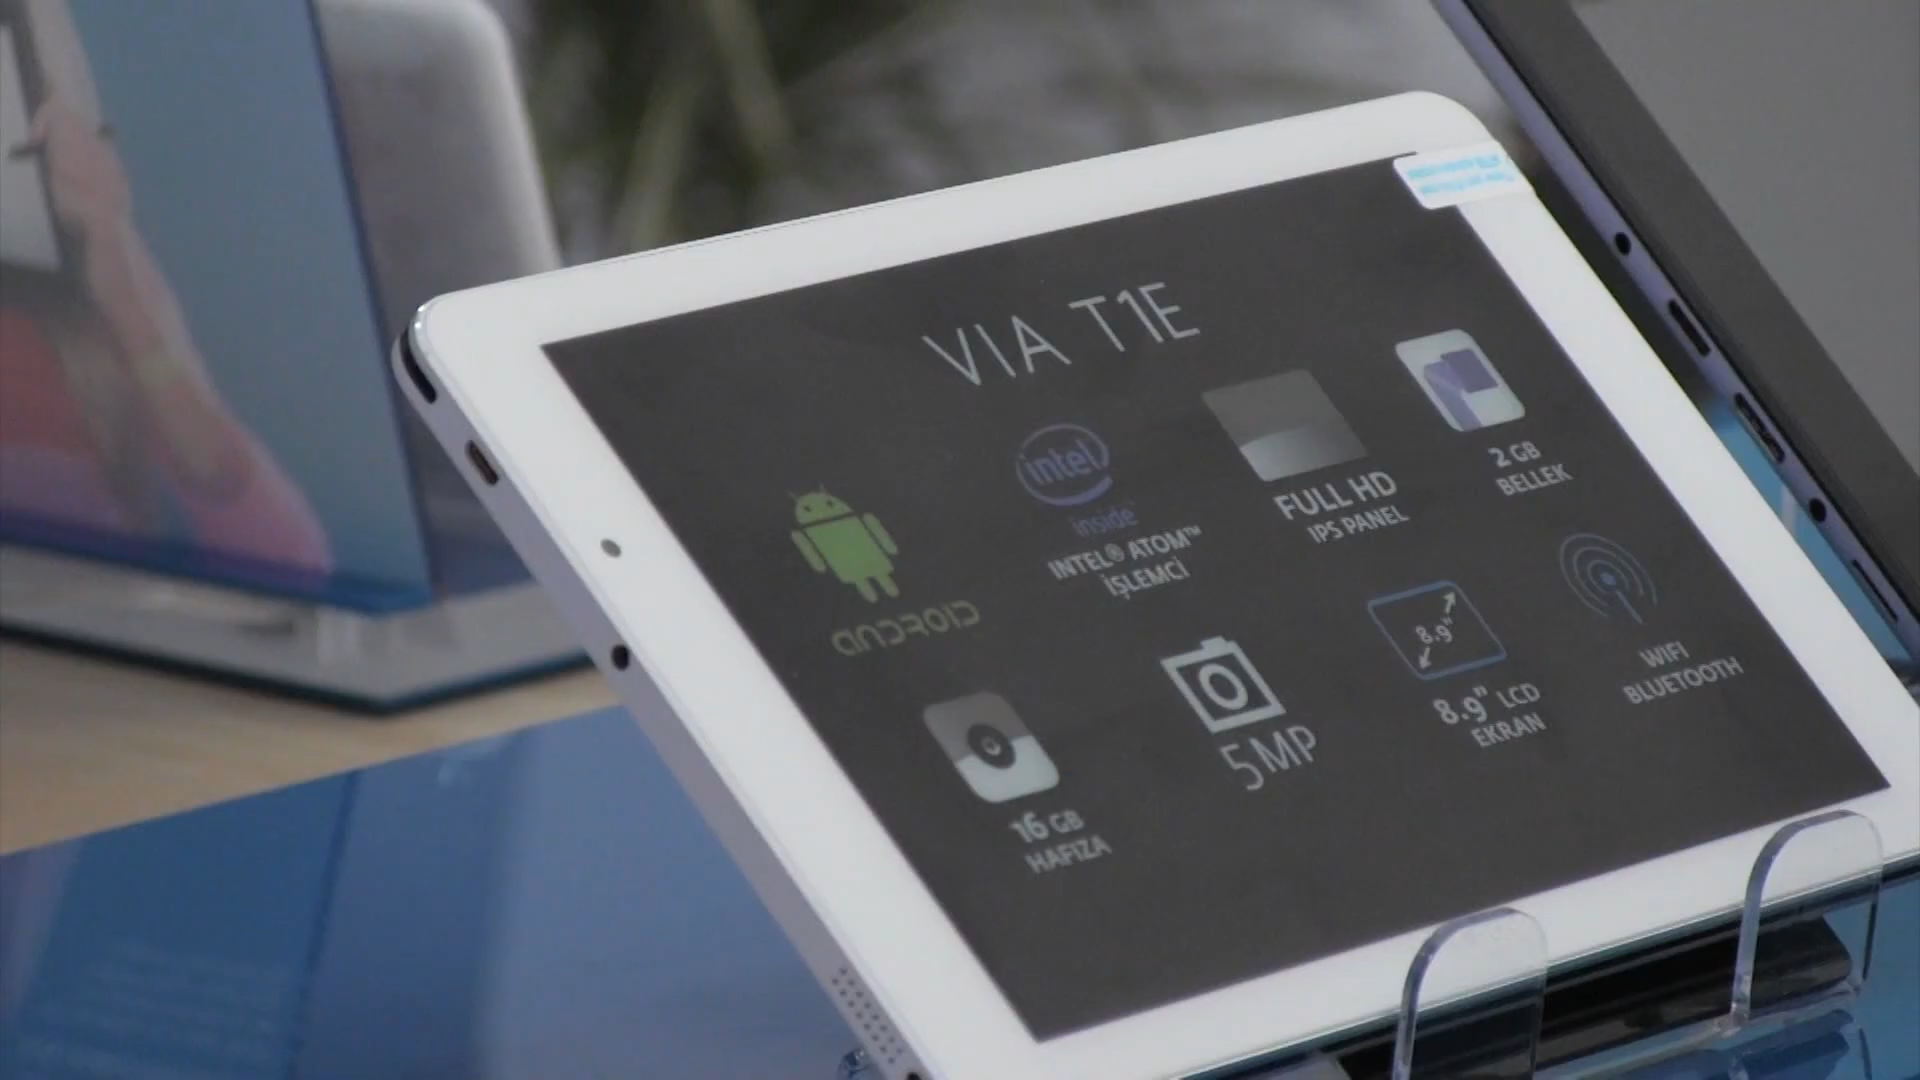 VIA T1E
ANDROID
intel
inside
INTEL® ATOM™
İŞLEMCİ
FULL HD
IPS PANEL
2 GB
BELLEK
16 GB
HAFIZA
5MP
8.9"
8.9" LCD
EKRAN
WIFI
BLUETOOTH